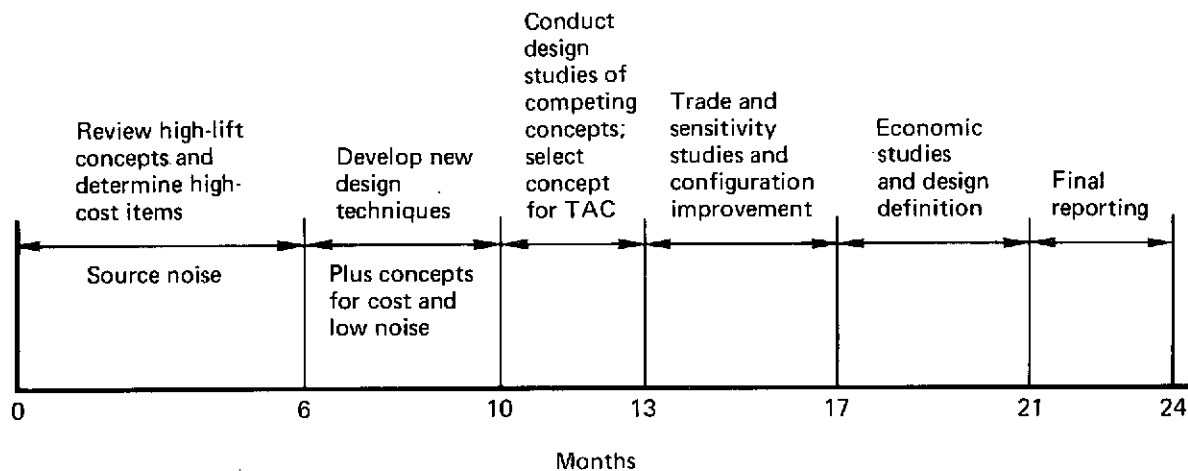 Review high-lift
concepts and
determine high-
cost items
Source noise
Develop new
design
techniques
Plus concepts
for cost and
low noise
Conduct
design
studies of
competing
concepts;
select
concept
for TAC
Trade and
sensitivity
studies and
configuration
improvement
Economic
studies
and design
definition
Final
reporting
0 6 10 13 17 21 24
Months